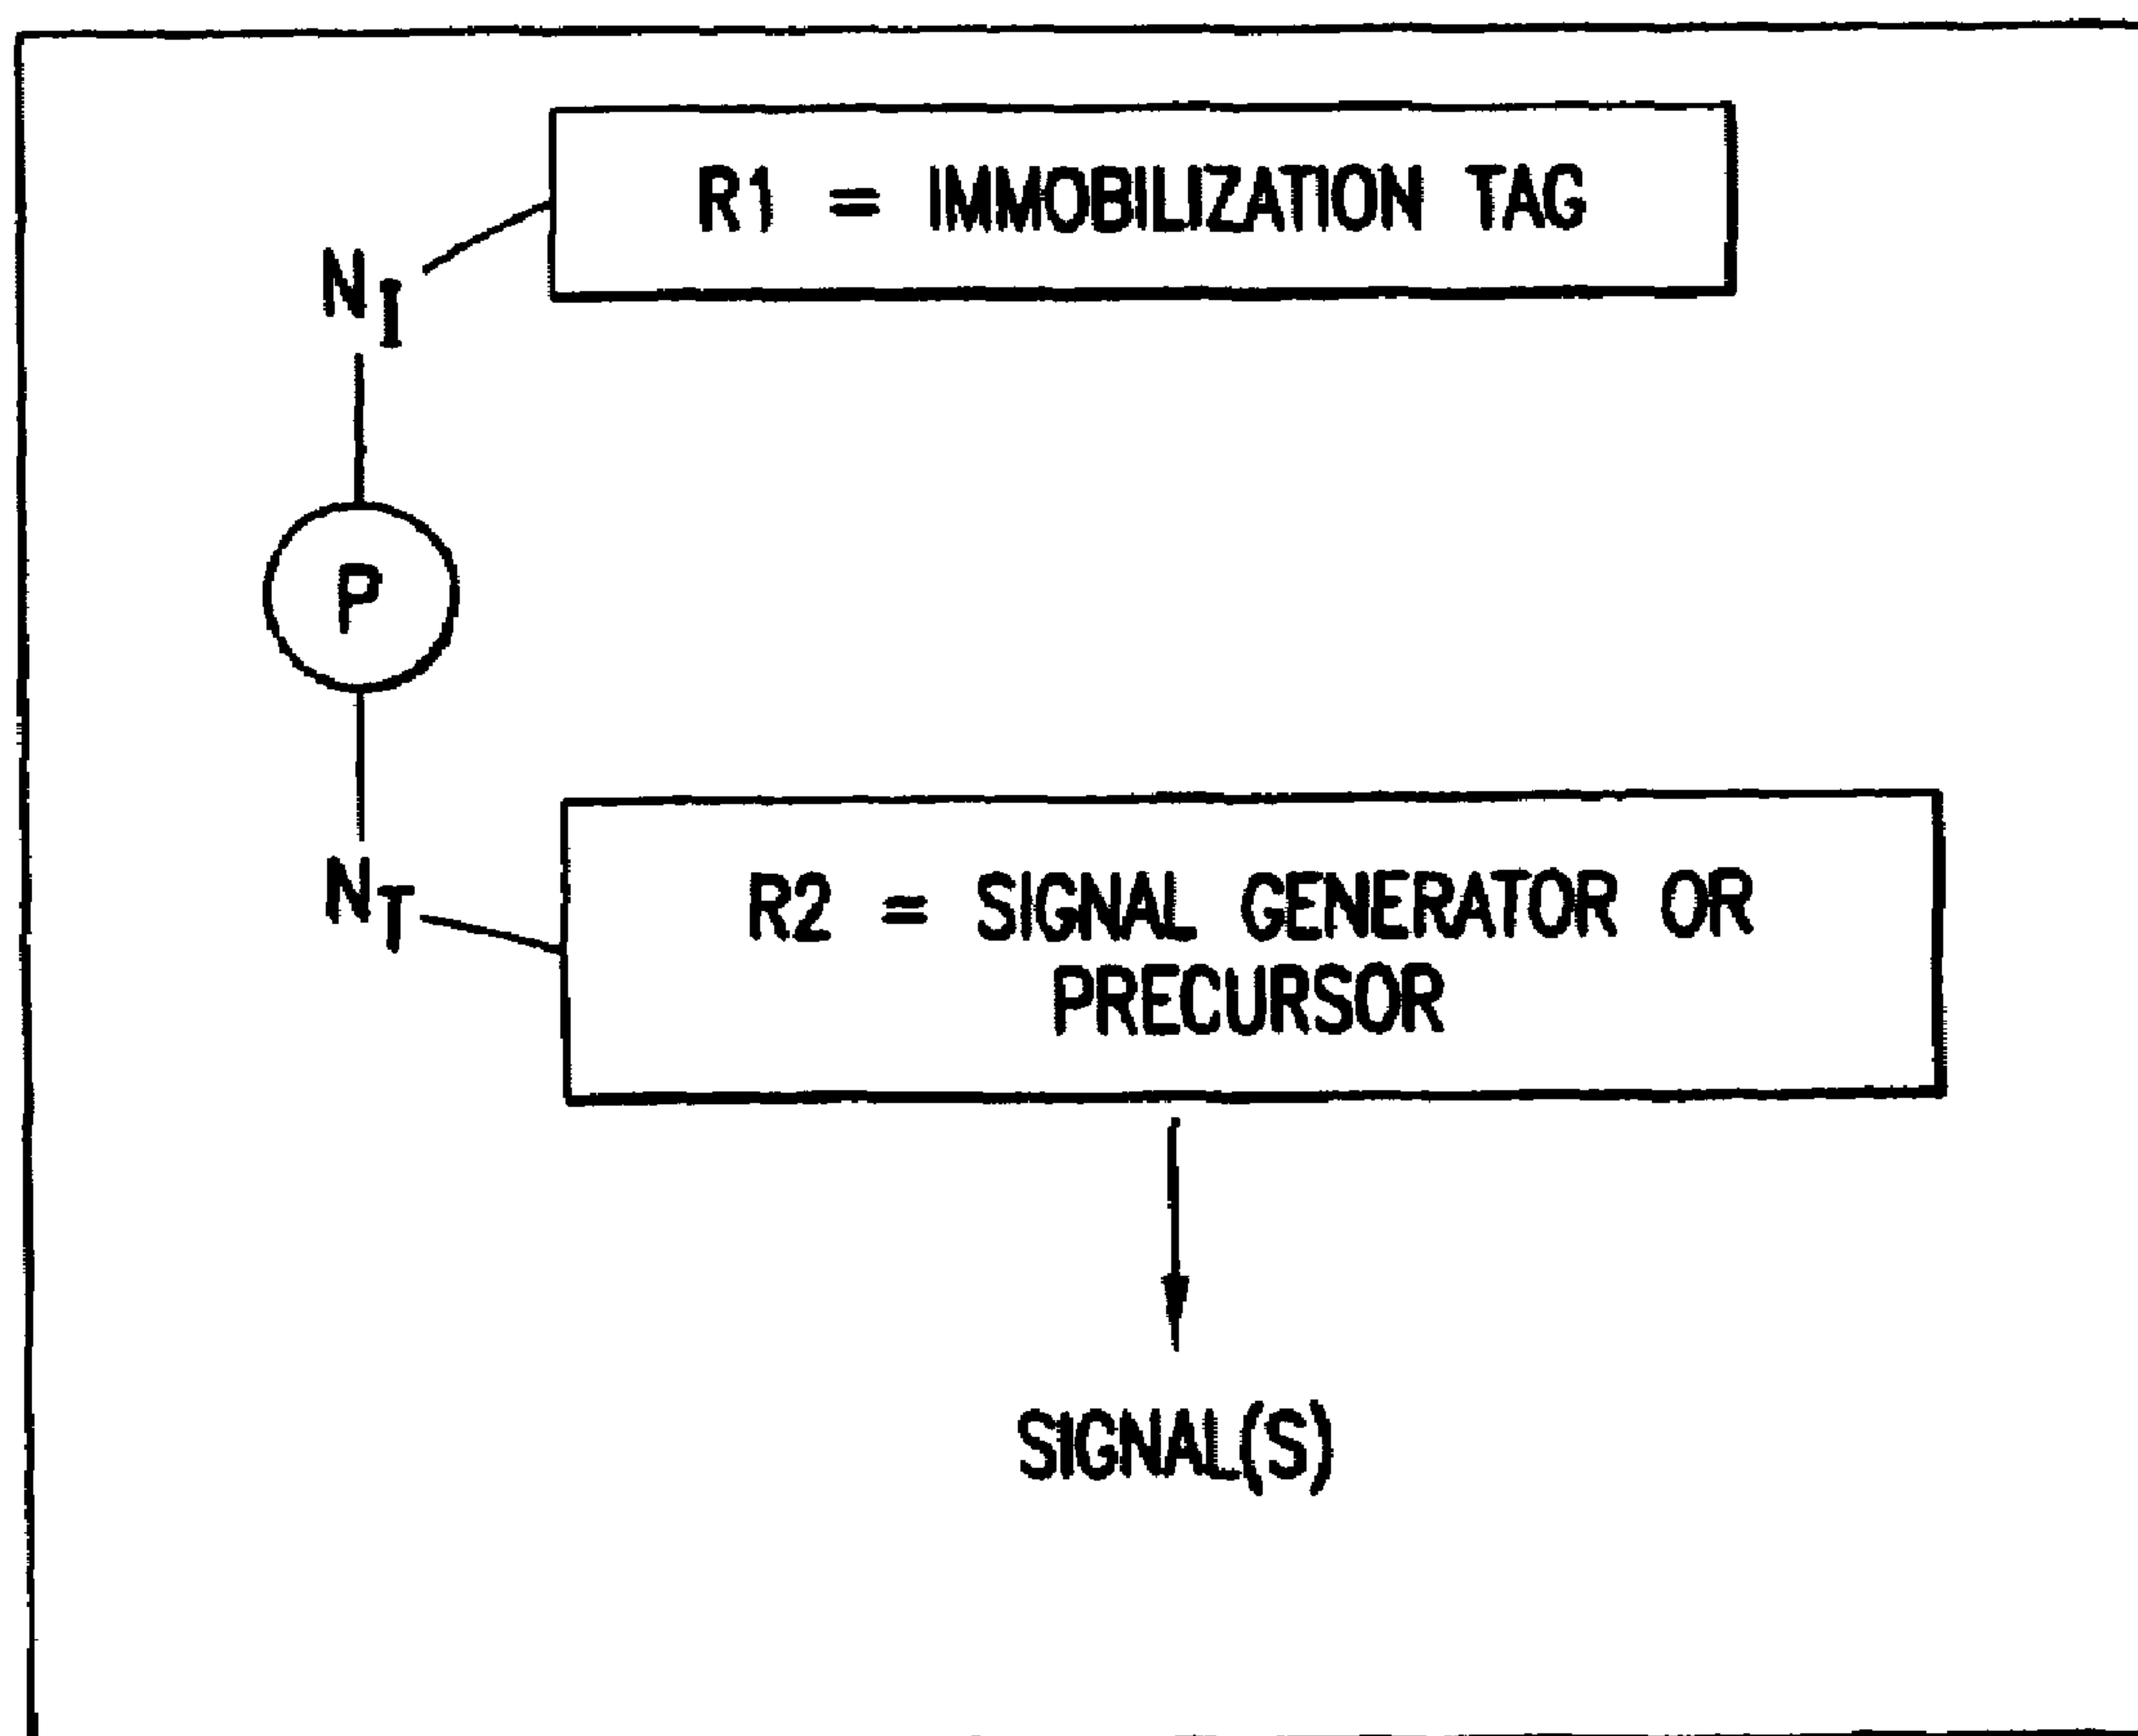 R1 = IMMOBILIZATION TAG
NI
P
NT
R2 = SIGNAL GENERATOR OR
PRECURSOR
SIGNAL(S)